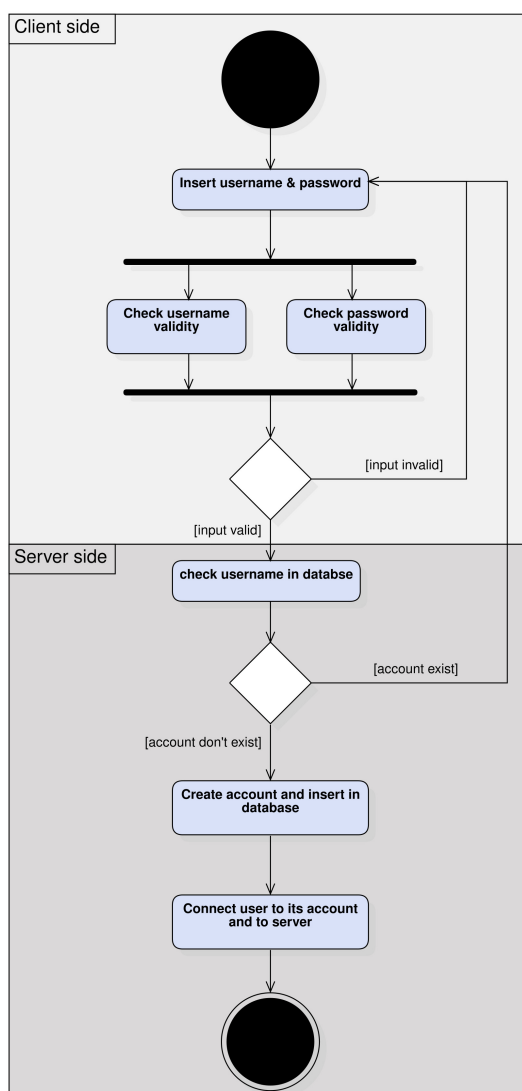 Client side
Insert username & password
Check username
validity
Check password
validity
[input invalid]
[input valid]
Server side
check username in databse
[account exist]
[account don't exist]
Create account and insert in
database
Connect user to its account
and to server